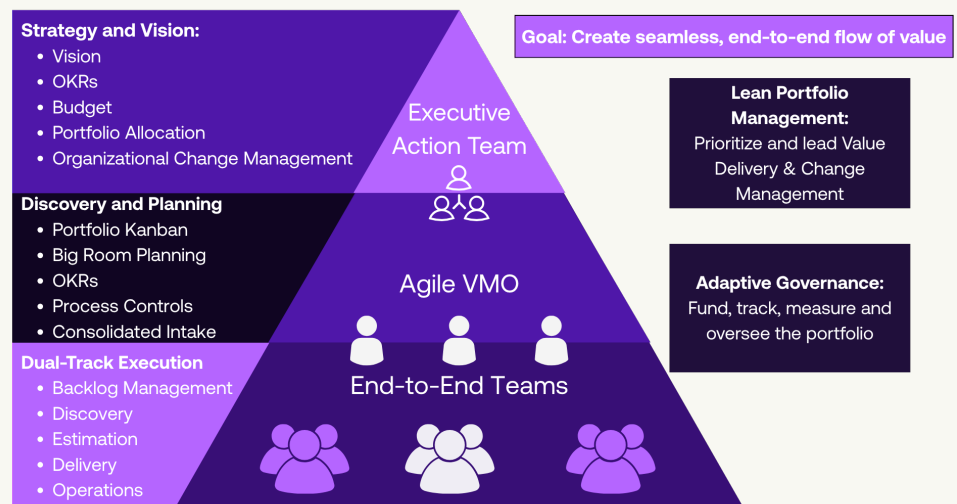 Strategy and Vision:
• Vision
• OKRs
• Budget
• Portfolio Allocation
• Organizational Change Management
Discovery and Planning
• Portfolio Kanban
• Big Room Planning
• OKRs
• Process Controls
• Consolidated Intake
Dual-Track Execution
• Backlog Management
• Discovery
• Estimation
• Delivery
• Operations
Executive
Action Team
Agile VMO
End-to-End Teams
Goal: Create seamless, end-to-end flow of value
Lean Portfolio
Management:
Prioritize and lead Value
Delivery & Change
Management
Adaptive Governance:
Fund, track, measure and
oversee the portfolio